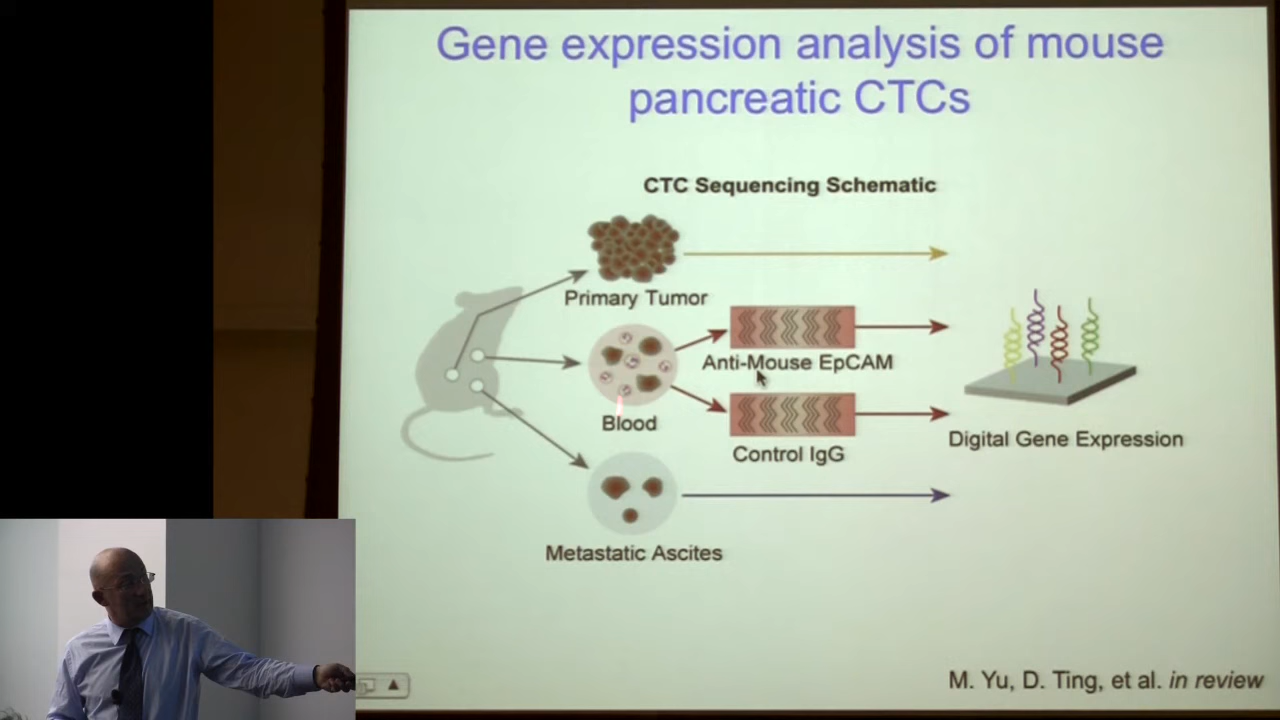 Gene expression analysis of mouse
pancreatic CTCs
CTC Sequencing Schematic
Primary Tumor
Anti-Mouse EpCAM
Blood
Control IgG
Digital Gene Expression
Metastatic Ascites
M. Yu, D. Ting, et al. in review